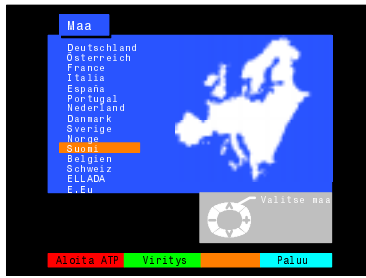 Maa
Deutschland
Österreich
France
Italia
España
Portugal
Nederland
Danmark
Sverige
Norge
Suomi
Belgien
Schweiz
ELLADA
E.Eu
Valitse maa
Aloita ATP Viritys Paluu